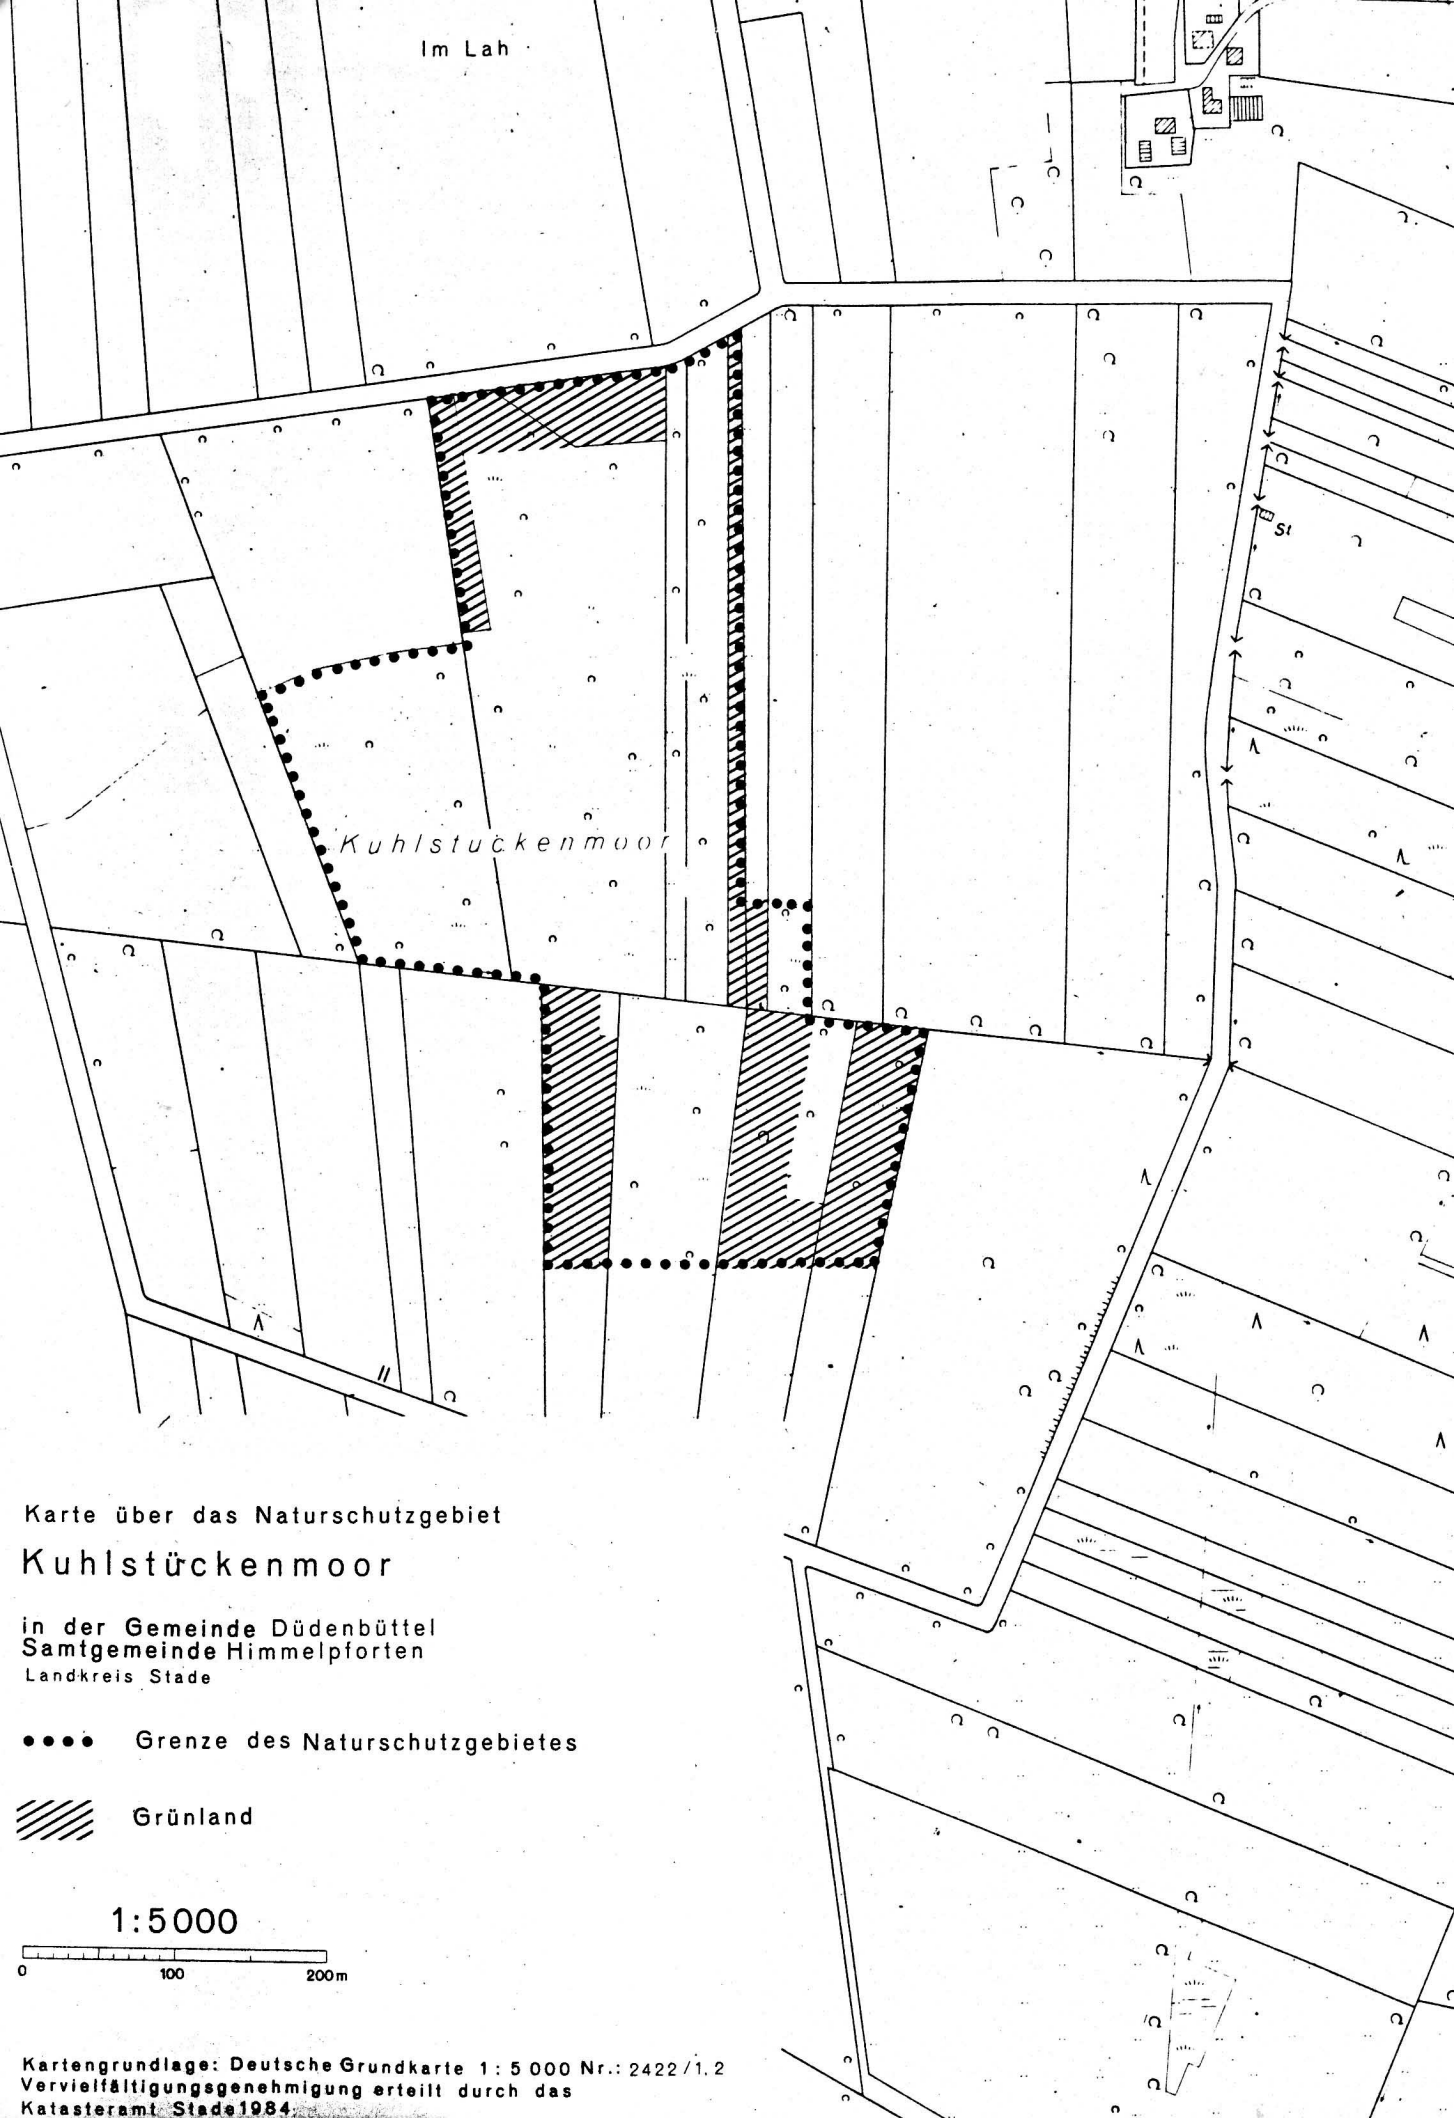 Im Lah
St
Kuhlstuckenmoor
Karte über das Naturschutzgebiet
Kuhlstückenmoor
in der Gemeinde Düdenbüttel
Samtgemeinde Himmelpforten
Landkreis Stade
Grenze des Naturschutzgebietes
Grünland
1:5000
0 100 200m
Kartengrundlage: Deutsche Grundkarte 1:5000 Nr.: 2422/1.2
Vervielfältigungsgenehmigung erteilt durch das
Katasteramt Stade 1984